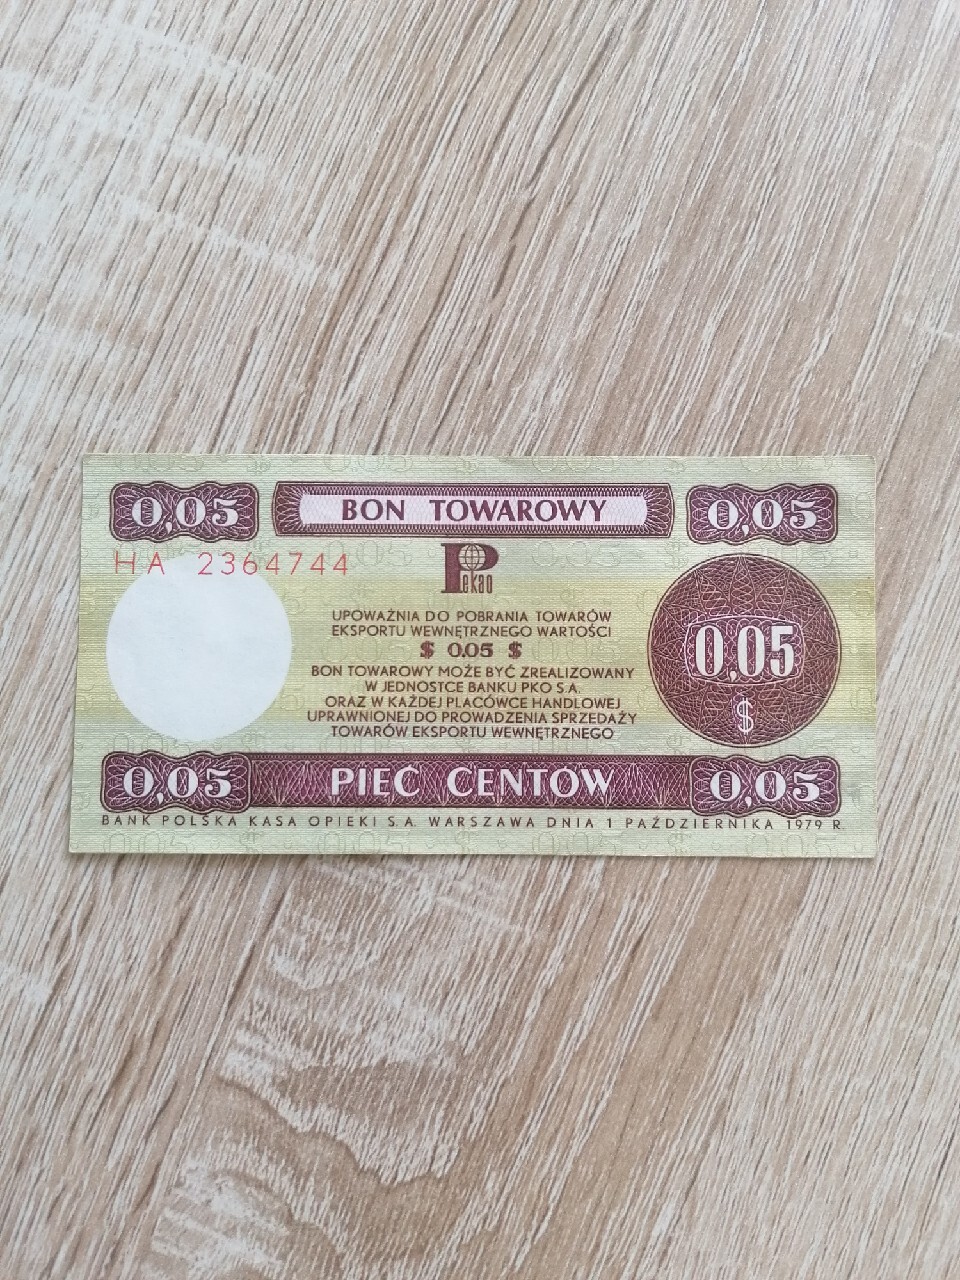 0,05 BON TOWAROWY 0,05
HA 2364744
Pekao
UPOWAŻNIA DO POBRANIA TOWARÓW
EKSPORTU WEWNĘTRZNEGO WARTOŚCI
$ 0,05 $
BON TOWAROWY MOŻE BYĆ ZREALIZOWANY
W JEDNOSTCE BANKU PKO S.A.
ORAZ W KAŻDEJ PLACÓWCE HANDLOWEJ
UPRAWNIONEJ DO PROWADZENIA SPRZEDAŻY
TOWARÓW EKSPORTU WEWNĘTRZNEGO
0,05
$
0,05 PIĘĆ CENTÓW 0,05
BANK POLSKA KASA OPIEKI S.A. WARSZAWA DNIA 1 PAŹDZIERNIKA 1979 R.